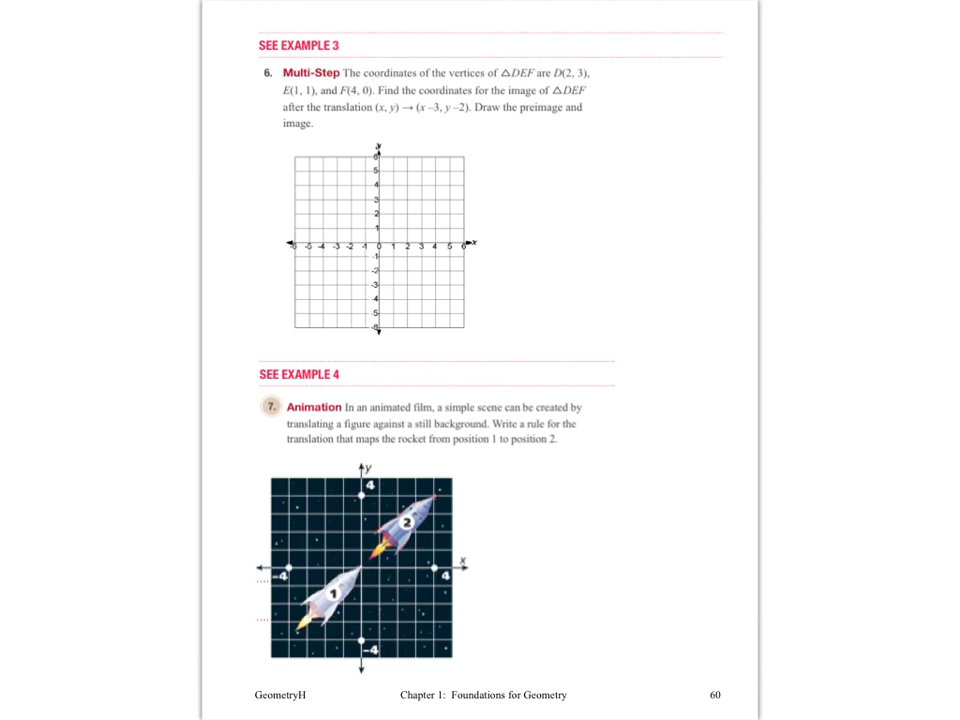 SEE EXAMPLE 3
6. Multi-Step The coordinates of the vertices of △DEF are D(2, 3),
E(1, 1), and F(4, 0). Find the coordinates for the image of △DEF
after the translation (x, y) → (x –3, y –2). Draw the preimage and
image.
y
6
5
4
3
2
1
-6 -5 -4 -3 -2 -1 0 1 2 3 4 5 6 x
-1
-2
-3
-4
-5
-6
SEE EXAMPLE 4
7. Animation In an animated film, a simple scene can be created by
translating a figure against a still background. Write a rule for the
translation that maps the rocket from position 1 to position 2.
y
4
2
x
-4 4
1
-4
GeometryH Chapter 1: Foundations for Geometry 60